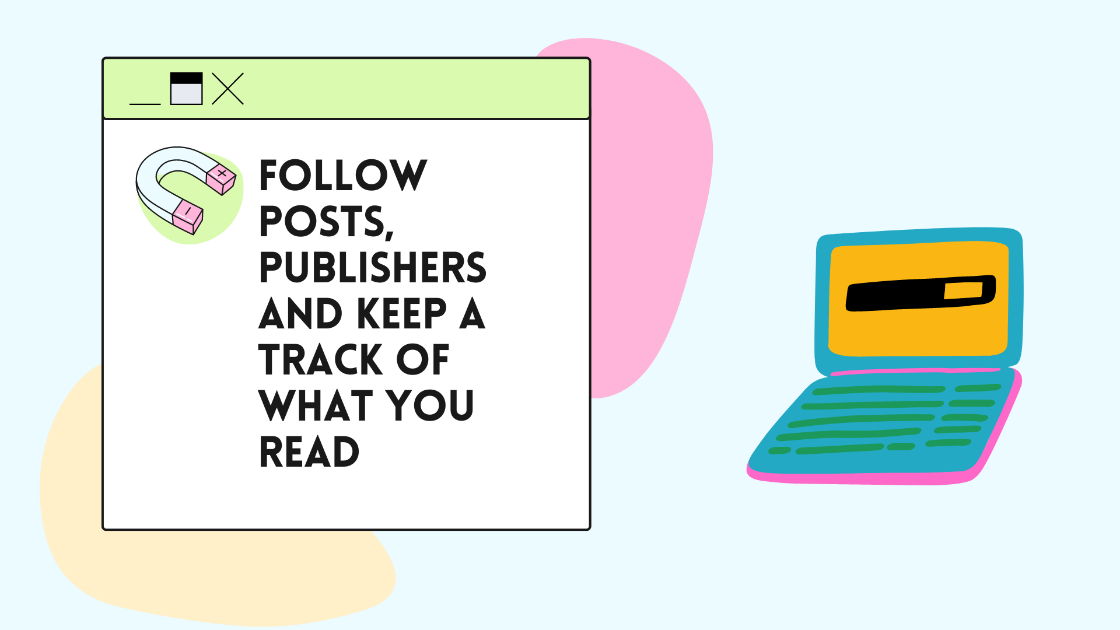 FOLLOW
POSTS,
PUBLISHERS
AND KEEP A
TRACK OF
WHAT YOU
READ